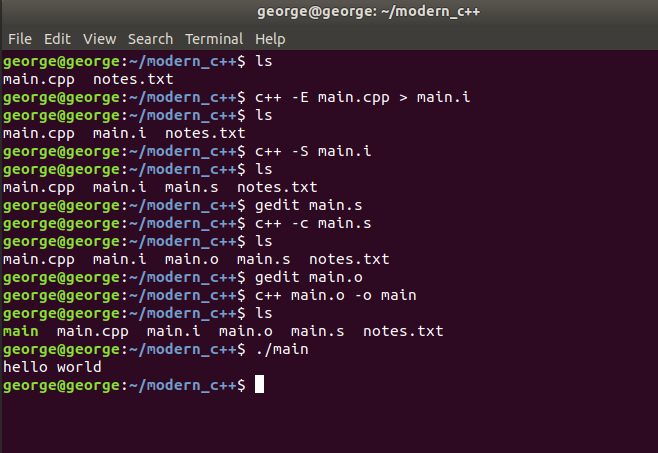 george@george: ~/modern_c++
File Edit View Search Terminal Help
george@george:~/modern_c++$ ls
main.cpp  notes.txt
george@george:~/modern_c++$ c++ -E main.cpp > main.i
george@george:~/modern_c++$ ls
main.cpp  main.i  notes.txt
george@george:~/modern_c++$ c++ -S main.i
george@george:~/modern_c++$ ls
main.cpp  main.i  main.s  notes.txt
george@george:~/modern_c++$ gedit main.s
george@george:~/modern_c++$ c++ -c main.s
george@george:~/modern_c++$ ls
main.cpp  main.i  main.o  main.s  notes.txt
george@george:~/modern_c++$ gedit main.o
george@george:~/modern_c++$ c++ main.o -o main
george@george:~/modern_c++$ ls
main  main.cpp  main.i  main.o  main.s  notes.txt
george@george:~/modern_c++$ ./main
hello world
george@george:~/modern_c++$